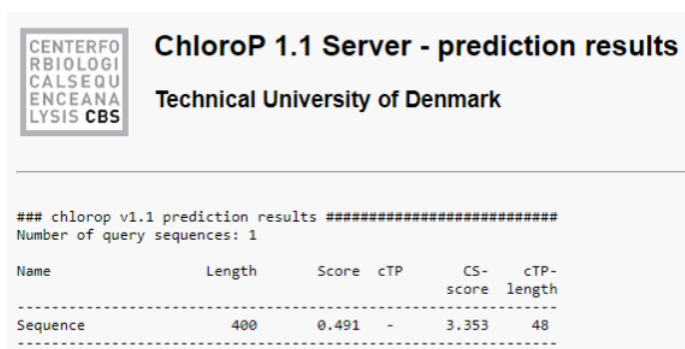 CENTERFO
RBIOLOGI
CALSEQU
ENCEANA
LYSIS CBS
ChloroP 1.1 Server - prediction results
Technical University of Denmark
### chlorop v1.1 prediction results ###########################
Number of query sequences: 1
Name Length Score cTP CS- cTP-
score length
---------------------------------------------------------------
Sequence 400 0.491 - 3.353 48
---------------------------------------------------------------